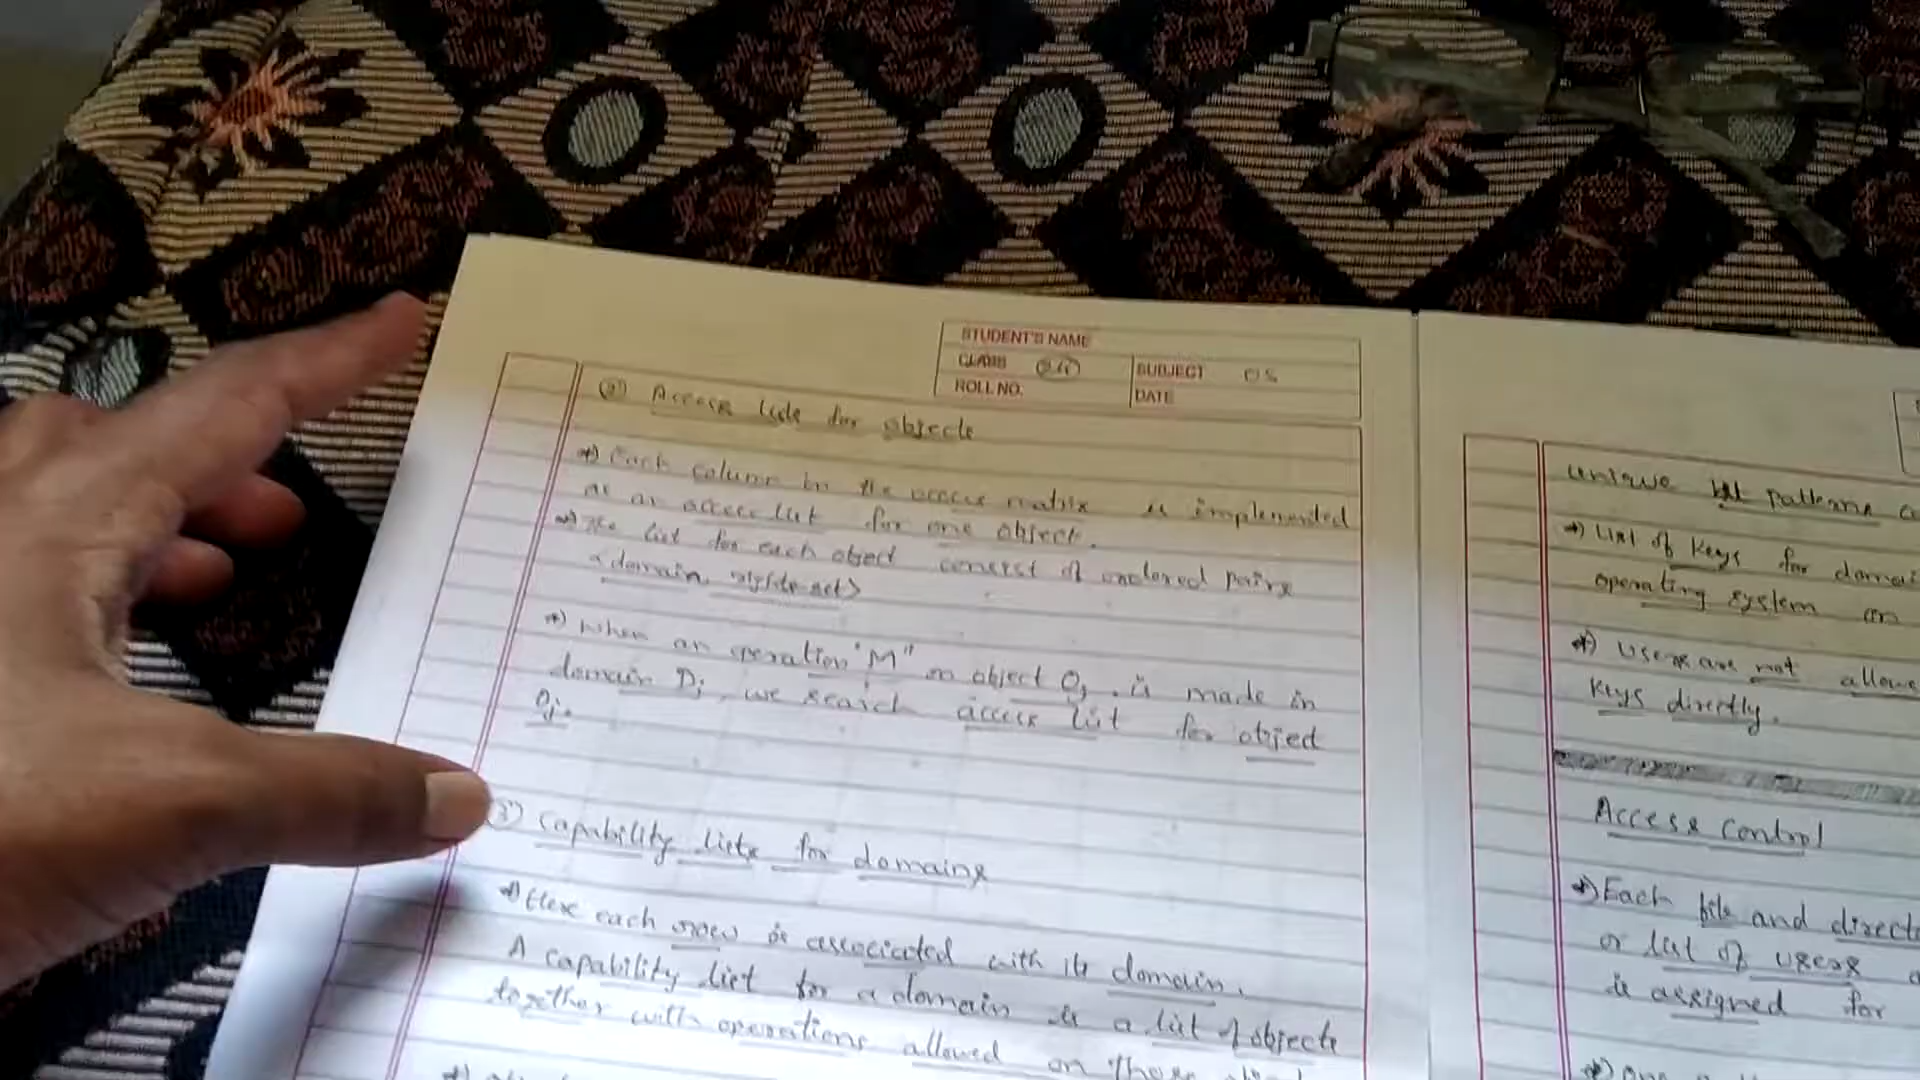 STUDENT'S NAME
CLASS
SUBJECT OS
ROLL NO.
DATE
(2) Access lists for objects
*) Each column in the access matrix is implemented
as an access list for one object.
*) The list for each object consist of ordered pairs
<domain, rights-set>
*) When an operation "M" on object Oj, is made in
domain Di, we search access list for object
Oj.
(3) Capability lists for domains
*) Here each row is associated with its domain.
A capability list for a domain is a list of objects
together with operations allowed on those
unique bit patterns
*) List of keys for
operating system on
*) Users are not
keys directly.
Access Control
*) Each file and
or list of users
is assigned for